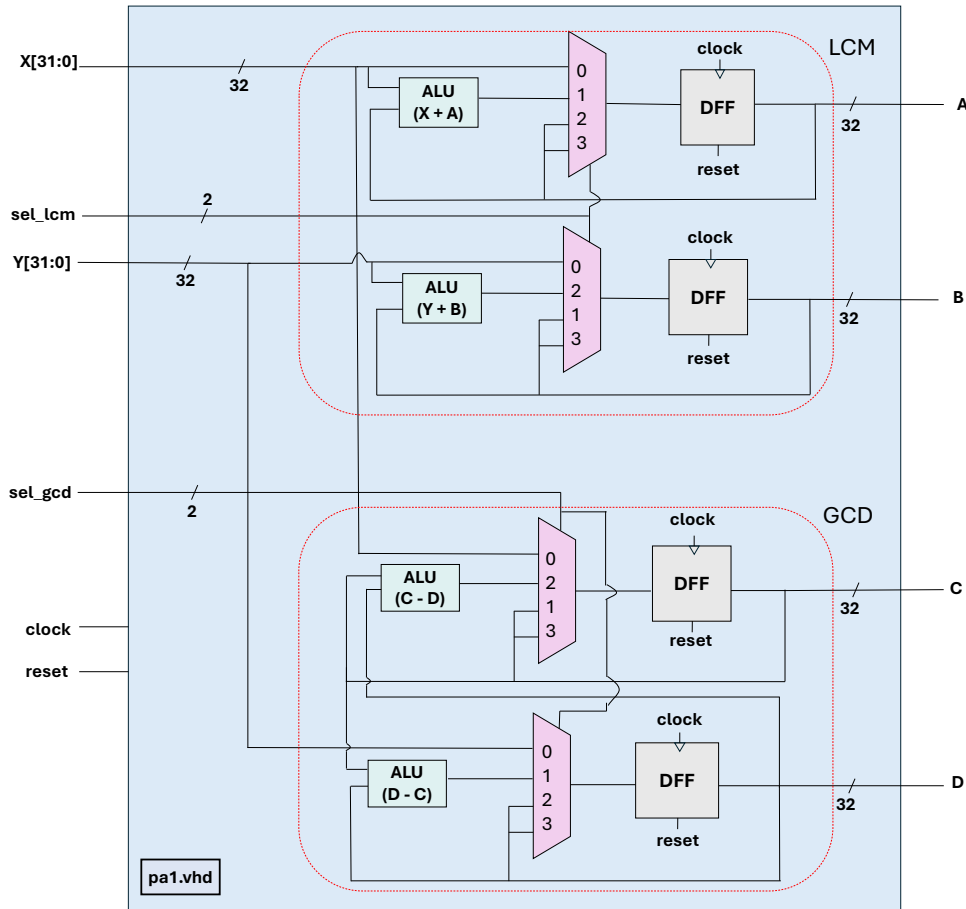 LCM
X[31:0]
32
ALU
(X + A)
0
1
2
3
clock
DFF
reset
32
A
sel_lcm
2
Y[31:0]
32
ALU
(Y + B)
0
2
1
3
clock
DFF
reset
32
B
sel_gcd
2
GCD
ALU
(C - D)
0
2
1
3
clock
DFF
reset
32
C
clock
reset
ALU
(D - C)
0
1
2
3
clock
DFF
reset
32
D
pa1.vhd